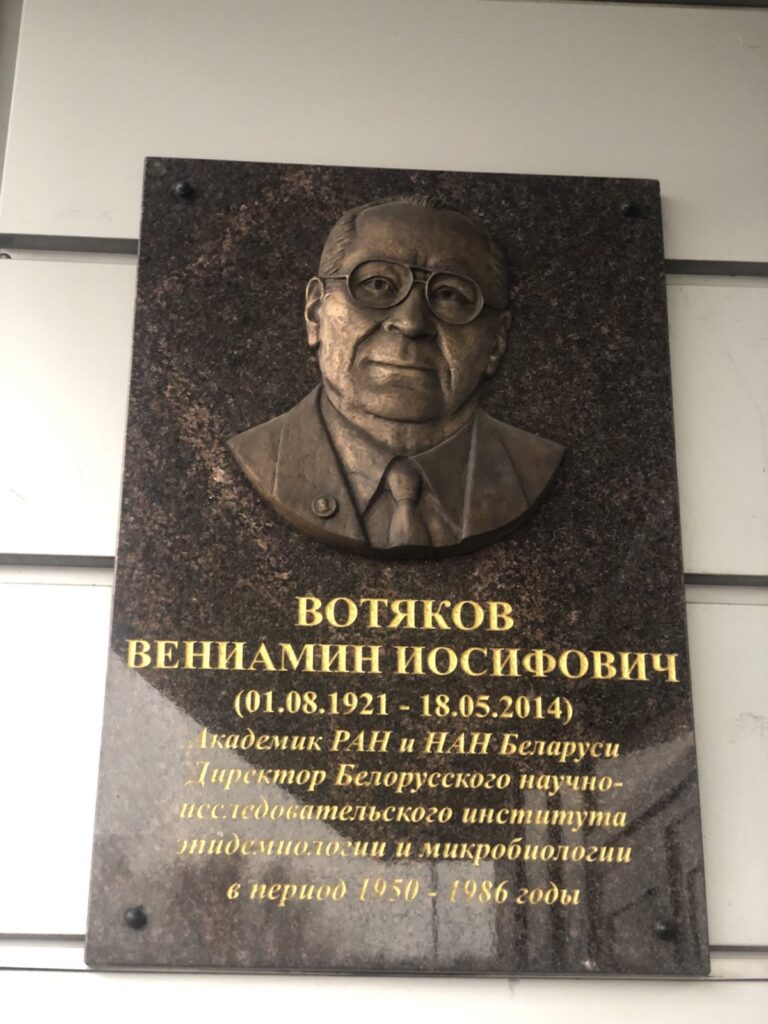 ВОТЯКОВ
ВЕНИАМИН ИОСИФОВИЧ
(01.08.1921 - 18.05.2014)
Академик РАН и НАН Беларуси
Директор Белорусского научно-
исследовательского института
эпидемиологии и микробиологии
в период 1950 - 1986 годы